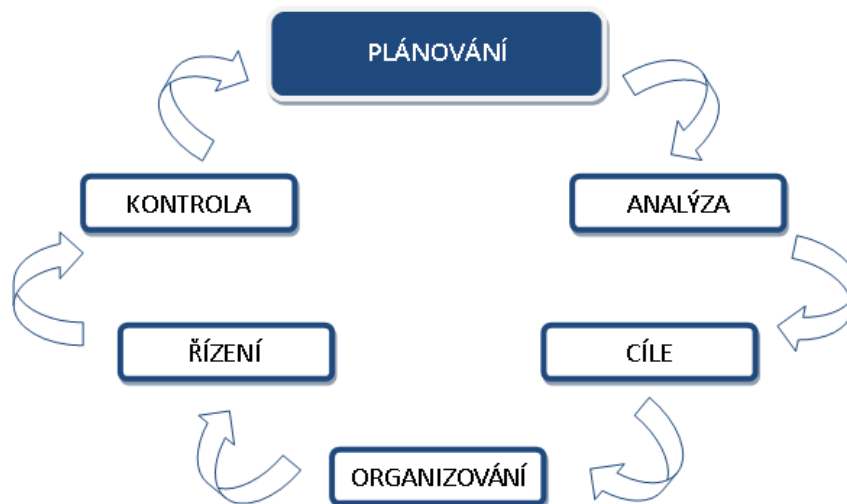 PLÁNOVÁNÍ
ANALÝZA
CÍLE
ORGANIZOVÁNÍ
ŘÍZENÍ
KONTROLA